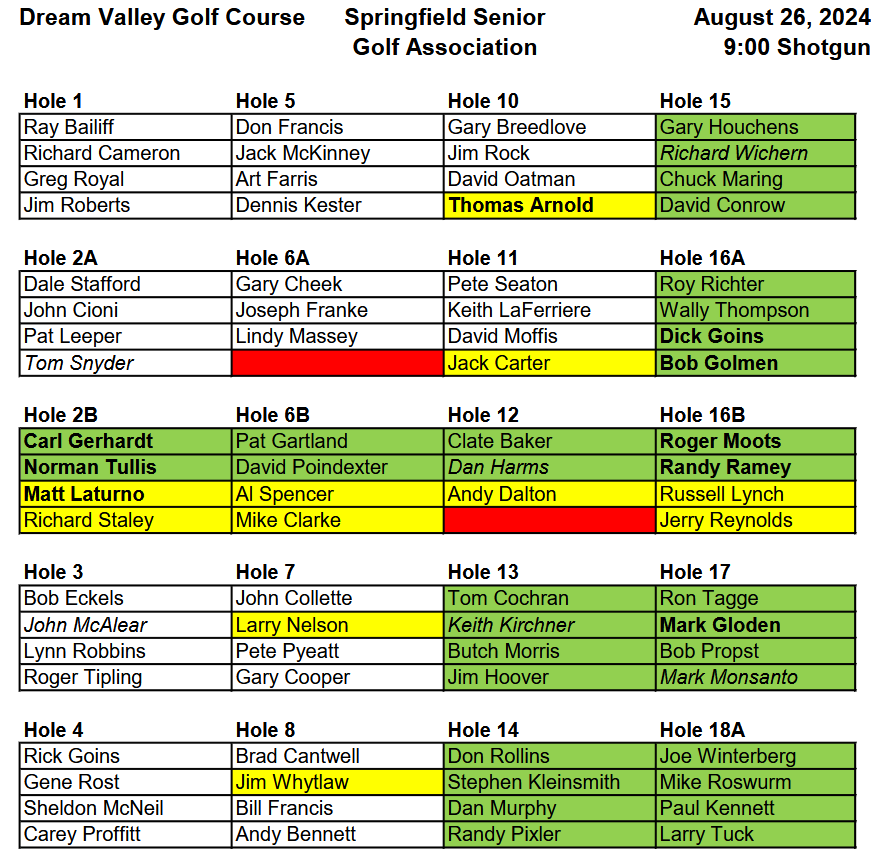 Dream Valley Golf Course Springfield Senior August 26, 2024
Golf Association 9:00 Shotgun
Hole 1 Hole 5 Hole 10 Hole 15
Ray Bailiff Don Francis Gary Breedlove Gary Houchens
Richard Cameron Jack McKinney Jim Rock Richard Wichern
Greg Royal Art Farris David Oatman Chuck Maring
Jim Roberts Dennis Kester Thomas Arnold David Conrow
Hole 2A Hole 6A Hole 11 Hole 16A
Dale Stafford Gary Cheek Pete Seaton Roy Richter
John Cioni Joseph Franke Keith LaFerriere Wally Thompson
Pat Leeper Lindy Massey David Moffis Dick Goins
Tom Snyder Jack Carter Bob Golmen
Hole 2B Hole 6B Hole 12 Hole 16B
Carl Gerhardt Pat Gartland Clate Baker Roger Moots
Norman Tullis David Poindexter Dan Harms Randy Ramey
Matt Laturno Al Spencer Andy Dalton Russell Lynch
Richard Staley Mike Clarke Jerry Reynolds
Hole 3 Hole 7 Hole 13 Hole 17
Bob Eckels John Collette Tom Cochran Ron Tagge
John McAlear Larry Nelson Keith Kirchner Mark Gloden
Lynn Robbins Pete Pyeatt Butch Morris Bob Propst
Roger Tipling Gary Cooper Jim Hoover Mark Monsanto
Hole 4 Hole 8 Hole 14 Hole 18A
Rick Goins Brad Cantwell Don Rollins Joe Winterberg
Gene Rost Jim Whytlaw Stephen Kleinsmith Mike Roswurm
Sheldon McNeil Bill Francis Dan Murphy Paul Kennett
Carey Proffitt Andy Bennett Randy Pixler Larry Tuck